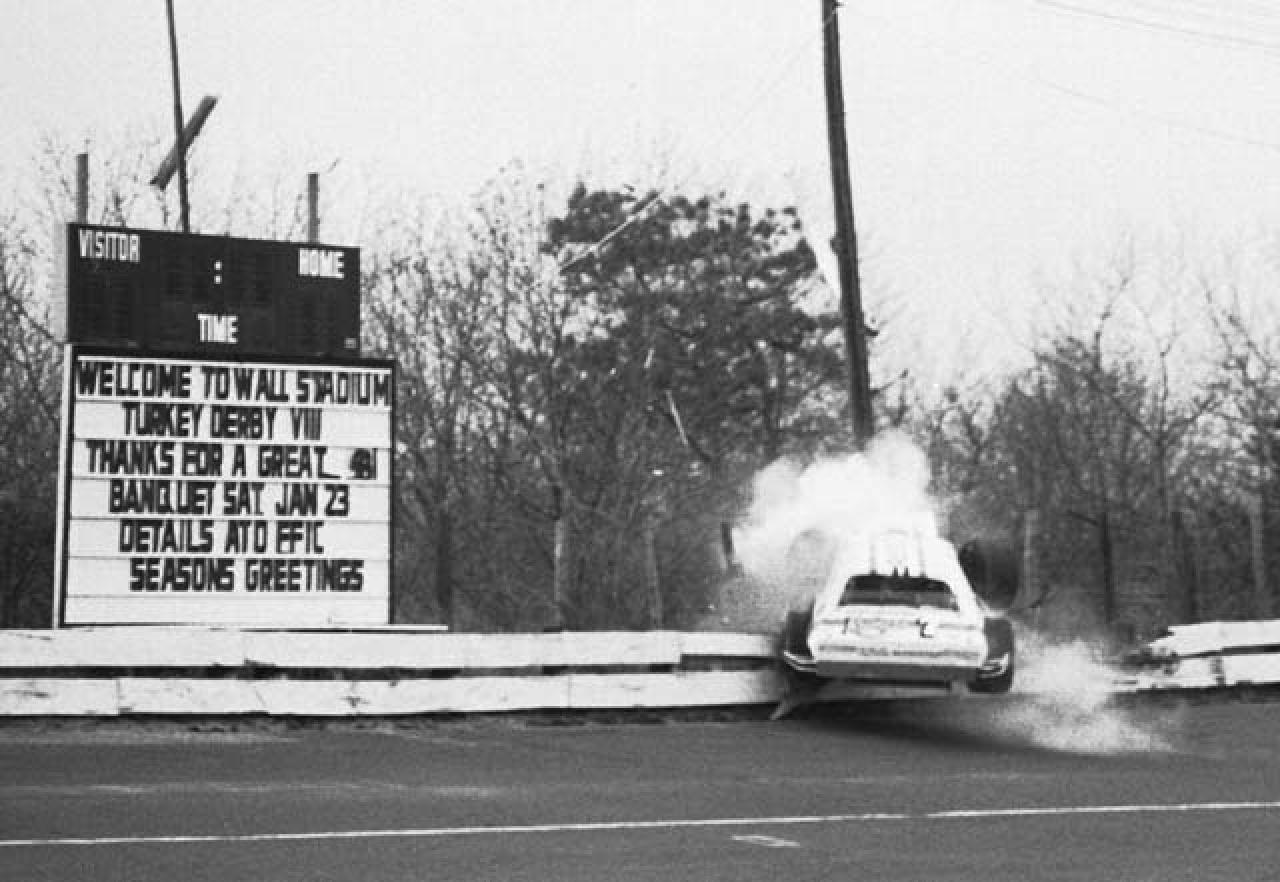 VISITOR HOME
:
TIME
WELCOME TO WALL STADIUM
TURKEY DERBY VIII
THANKS FOR A GREAT
BANQUET SAT JAN 23
DETAILS AT OFFIC
SEASONS GREETINGS